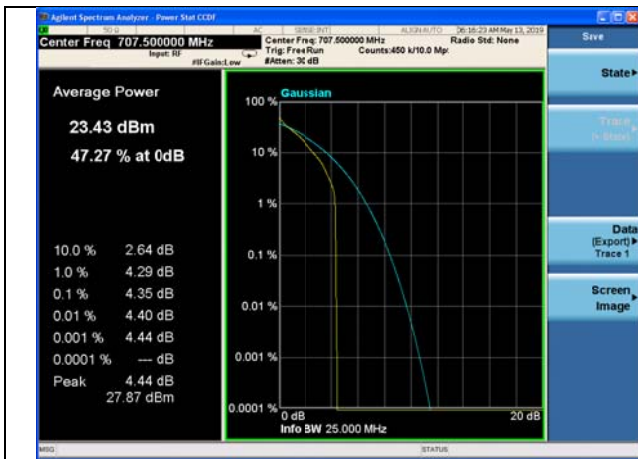 Agilent Spectrum Analyzer - Power Stat CCDF
50 Ω AC SENSE:INT ALIGN AUTO 06:16:23 AM May 13, 2019
Center Freq 707.500000 MHz
Input: RF
#IFGain:Low
Center Freq: 707.500000 MHz
Trig: Free Run Counts:450 k/10.0 Mpt
#Atten: 30 dB
Radio Std: None
Save
Average Power
23.43 dBm
47.27 % at 0dB
10.0 % 2.64 dB
1.0 % 4.29 dB
0.1 % 4.35 dB
0.01 % 4.40 dB
0.001 % 4.44 dB
0.0001 % --- dB
Peak 4.44 dB
27.87 dBm
Gaussian
100 %
10 %
1 %
0.1 %
0.01 %
0.001 %
0.0001 %
0 dB 20 dB
Info BW 25.000 MHz
State
Trace
(+ State)
Data
(Export)
Trace 1
Screen
Image
MSG STATUS